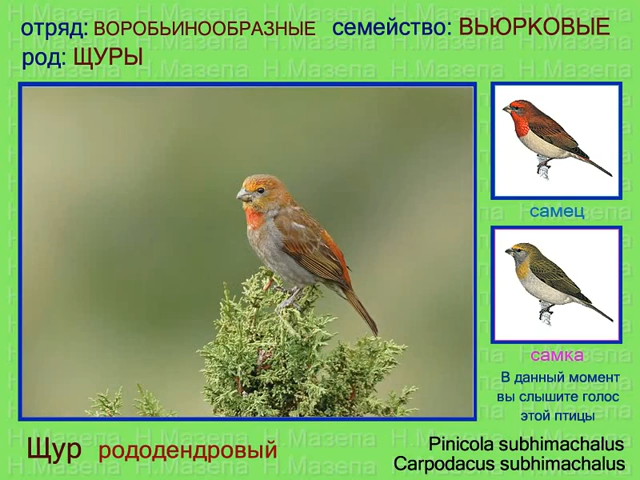 отряд: ВОРОБЬИНООБРАЗНЫЕ семейство: ВЬЮРКОВЫЕ
род: ЩУРЫ
самец
самка
В данный момент
вы слышите голос
этой птицы
Щур рододендровый
Pinicola subhimachalus
Carpodacus subhimachalus
Н.Мазепа